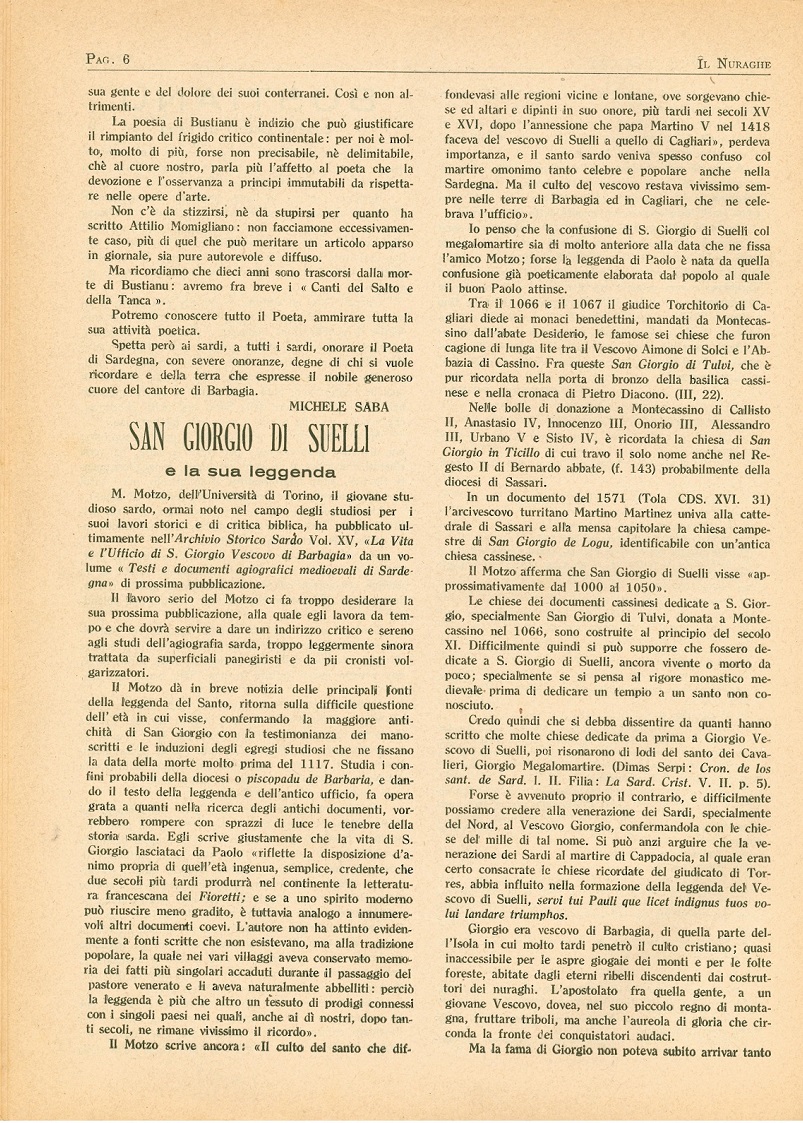 PAG. 6
IL NURAGHE
sua gente e del dolore dei suoi conterranei. Così e non al-
trimenti.
La poesia di Bustianu è indizio che può giustificare
il rimpianto del frigido critico continentale: per noi è mol-
to, molto di più, forse non precisabile, nè delimitabile,
chè al cuore nostro, parla più l'affetto al poeta che la
devozione e l'osservanza a principi immutabili da rispetta-
re nelle opere d'arte.
Non c'è da stizzirsi, nè da stupirsi per quanto ha
scritto Attilio Momigliano: non facciamone eccessivamen-
te caso, più di quel che può meritare un articolo apparso
in giornale, sia pure autorevole e diffuso.
Ma ricordiamo che dieci anni sono trascorsi dalla mor-
te di Bustianu: avremo fra breve i « Canti del Salto e
della Tanca ».
Potremo conoscere tutto il Poeta, ammirare tutta la
sua attività poetica.
Spetta però ai sardi, a tutti i sardi, onorare il Poeta
di Sardegna, con severe onoranze, degne di chi si vuole
ricordare e della terra che espresse il nobile generoso
cuore del cantore di Barbagia.
MICHELE SABA
SAN GIORGIO DI SUELLI
e la sua leggenda
M. Motzo, dell'Università di Torino, il giovane stu-
dioso sardo, ormai noto nel campo degli studiosi per i
suoi lavori storici e di critica biblica, ha pubblicato ul-
timamente nell'Archivio Storico Sardo Vol. XV, «La Vita
e l'Ufficio di S. Giorgio Vescovo di Barbagia» da un vo-
lume « Testi e documenti agiografici medioevali di Sarde-
gna» di prossima pubblicazione.
Il lavoro serio del Motzo ci fa troppo desiderare la
sua prossima pubblicazione, alla quale egli lavora da tem-
po e che dovrà servire a dare un indirizzo critico e sereno
agli studi dell'agiografia sarda, troppo leggermente sinora
trattata da superficiali panegiristi e da pii cronisti vol-
garizzatori.
Il Motzo dà in breve notizia delle principali fonti
della leggenda del Santo, ritorna sulla difficile questione
dell'età in cui visse, confermando la maggiore anti-
chità di San Giorgio con la testimonianza dei mano-
scritti e le induzioni degli egregi studiosi che ne fissano
la data della morte molto prima del 1117. Studia i con-
fini probabili della diocesi o piscopadu de Barbaria, e dan-
do il testo della leggenda e dell'antico ufficio, fa opera
grata a quanti nella ricerca degli antichi documenti, vor-
rebbero rompere con sprazzi di luce le tenebre della
storia sarda. Egli scrive giustamente che la vita di S.
Giorgio lasciataci da Paolo «riflette la disposizione d'a-
nimo propria di quell'età ingenua, semplice, credente, che
due secoli più tardi produrrà nel continente la letteratu-
ra francescana dei Fioretti; e se a uno spirito moderno
può riuscire meno gradito, è tuttavia analogo a innumere-
voli altri documenti coevi. L'autore non ha attinto eviden-
mente a fonti scritte che non esistevano, ma alla tradizione
popolare, la quale nei vari villaggi aveva conservato memo-
ria dei fatti più singolari accaduti durante il passaggio del
pastore venerato e li aveva naturalmente abbelliti: perciò
la leggenda è più che altro un tessuto di prodigi connessi
con i singoli paesi nei quali, anche ai dì nostri, dopo tan-
ti secoli, ne rimane vivissimo il ricordo».
Il Motzo scrive ancora: «Il culto del santo che dif-
fondevasi alle regioni vicine e lontane, ove sorgevano chie-
se ed altari e dipinti in suo onore, più tardi nei secoli XV
e XVI, dopo l'annessione che papa Martino V nel 1418
faceva del vescovo di Suelli a quello di Cagliari», perdeva
importanza, e il santo sardo veniva spesso confuso col
martire omonimo tanto celebre e popolare anche nella
Sardegna. Ma il culto del vescovo restava vivissimo sem-
pre nelle terre di Barbagia ed in Cagliari, che ne cele-
brava l'ufficio».
Io penso che la confusione di S. Giorgio di Suelli col
megalomartire sia di molto anteriore alla data che ne fissa
l'amico Motzo; forse la leggenda di Paolo è nata da quella
confusione già poeticamente elaborata dal popolo al quale
il buon Paolo attinse.
Tra il 1066 e il 1067 il giudice Torchitorio di Ca-
gliari diede ai monaci benedettini, mandati da Montecas-
sino dall'abate Desiderio, le famose sei chiese che furon
cagione di lunga lite tra il Vescovo Aimone di Solci e l'Ab-
bazia di Cassino. Fra queste San Giorgio di Tulvi, che è
pur ricordata nella porta di bronzo della basilica cassi-
nese e nella cronaca di Pietro Diacono. (III, 22).
Nelle bolle di donazione a Montecassino di Callisto
II, Anastasio IV, Innocenzo III, Onorio III, Alessandro
III, Urbano V e Sisto IV, è ricordata la chiesa di San
Giorgio in Ticillo di cui travo il solo nome anche nel Re-
gesto II di Bernardo abbate, (f. 143) probabilmente della
diocesi di Sassari.
In un documento del 1571 (Tola CDS. XVI. 31)
l'arcivescovo turritano Martino Martinez univa alla catte-
drale di Sassari e alla mensa capitolare la chiesa campe-
stre di San Giorgio de Logu, identificabile con un'antica
chiesa cassinese.
Il Motzo afferma che San Giorgio di Suelli visse «ap-
prossimativamente dal 1000 al 1050».
Le chiese dei documenti cassinesi dedicate a S. Gior-
gio, specialmente San Giorgio di Tulvi, donata a Monte-
cassino nel 1066, sono costruite al principio del secolo
XI. Difficilmente quindi si può supporre che fossero de-
dicate a S. Giorgio di Suelli, ancora vivente o morto da
poco; specialmente se si pensa al rigore monastico me-
dievale prima di dedicare un tempio a un santo non co-
nosciuto.
Credo quindi che si debba dissentire da quanti hanno
scritto che molte chiese dedicate da prima a Giorgio Ve-
scovo di Suelli, poi risonarono di lodi del santo dei Cava-
lieri, Giorgio Megalomartire. (Dimas Serpi: Cron. de los
sant. de Sard. l. II. Filia: La Sard. Crist. V. II. p. 5).
Forse è avvenuto proprio il contrario, e difficilmente
possiamo credere alla venerazione dei Sardi, specialmente
del Nord, al Vescovo Giorgio, confermandola con le chie-
se del mille di tal nome. Si può anzi arguire che la ve-
nerazione dei Sardi al martire di Cappadocia, al quale eran
certo consacrate le chiese ricordate del giudicato di Tor-
res, abbia influito nella formazione della leggenda del Ve-
scovo di Suelli, servi tui Pauli que licet indignus tuos vo-
lui landare triumphos.
Giorgio era vescovo di Barbagia, di quella parte del-
l'Isola in cui molto tardi penetrò il culto cristiano; quasi
inaccessibile per le aspre giogaie dei monti e per le folte
foreste, abitate dagli eterni ribelli discendenti dai costrut-
tori dei nuraghi. L'apostolato fra quella gente, a un
giovane Vescovo, dovea, nel suo piccolo regno di monta-
gna, fruttare triboli, ma anche l'aureola di gloria che cir-
conda la fronte dei conquistatori audaci.
Ma la fama di Giorgio non poteva subito arrivar tanto